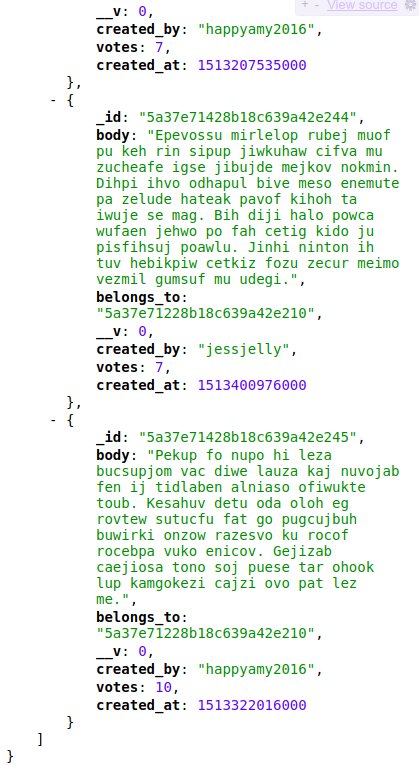 + - View source
__v: 0,
created_by: "happyamy2016",
votes: 7,
created_at: 1513207535000
},
- {
_id: "5a37e71428b18c639a42e244",
body: "Epevossu mirlelop rubej muof
pu keh rin sipup jiwkuhaw cifva mu
zucheafe igse jibujde mejkov nokmin.
Dihpi ihvo odhapul bive meso enemute
pa zelude hateak pavof kihoh ta
iwuje se mag. Bih diji halo powca
wufaen jehwo po fah cetig kido ju
pisfihsuj poawlu. Jinhi ninton ih
tuv hebikpiw cetkiz fozu zecur meimo
vezmil gumsuf mu udegi.",
belongs_to:
"5a37e71228b18c639a42e210",
__v: 0,
created_by: "jessjelly",
votes: 7,
created_at: 1513400976000
},
- {
_id: "5a37e71428b18c639a42e245",
body: "Pekup fo nupo hi leza
bucsupjom vac diwe lauza kaj nuvojab
fen ij tidlaben alniaso ofiwukte
toub. Kesahuv detu oda oloh eg
rovtew sutucfu fat go pugcujbuh
buwirki onzow razesvo ku rocof
rocebpa vuko enicov. Gejizab
caejiosa tono soj puese tar ohook
lup kamgokezi cajzi ovo pat lez
me.",
belongs_to:
"5a37e71228b18c639a42e210",
__v: 0,
created_by: "happyamy2016",
votes: 10,
created_at: 1513322016000
}
]
}